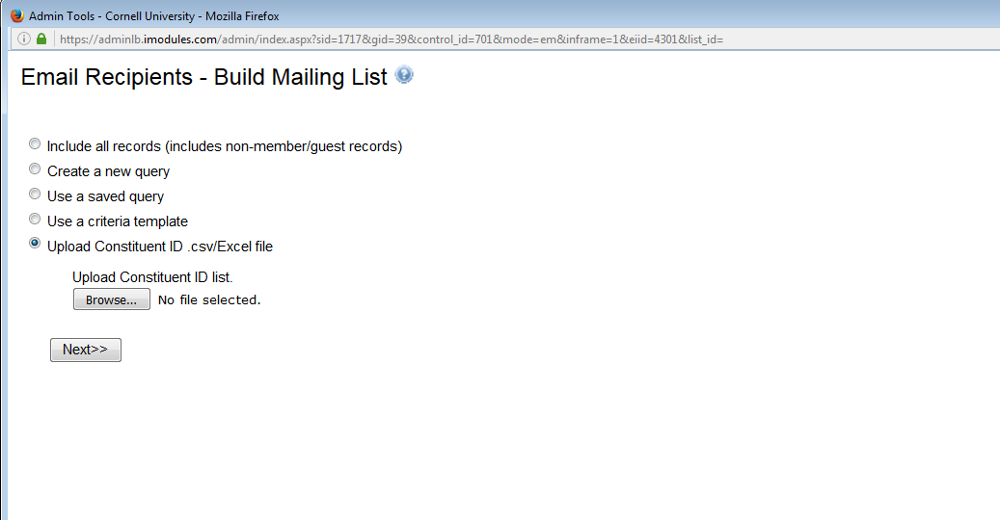 Admin Tools - Cornell University - Mozilla Firefox
https://adminlb.imodules.com/admin/index.aspx?sid=1717&gid=39&control_id=701&mode=em&inframe=1&eiid=4301&list_id=
Email Recipients - Build Mailing List ?
Include all records (includes non-member/guest records)
Create a new query
Use a saved query
Use a criteria template
Upload Constituent ID .csv/Excel file
Upload Constituent ID list.
Browse... No file selected.
Next>>